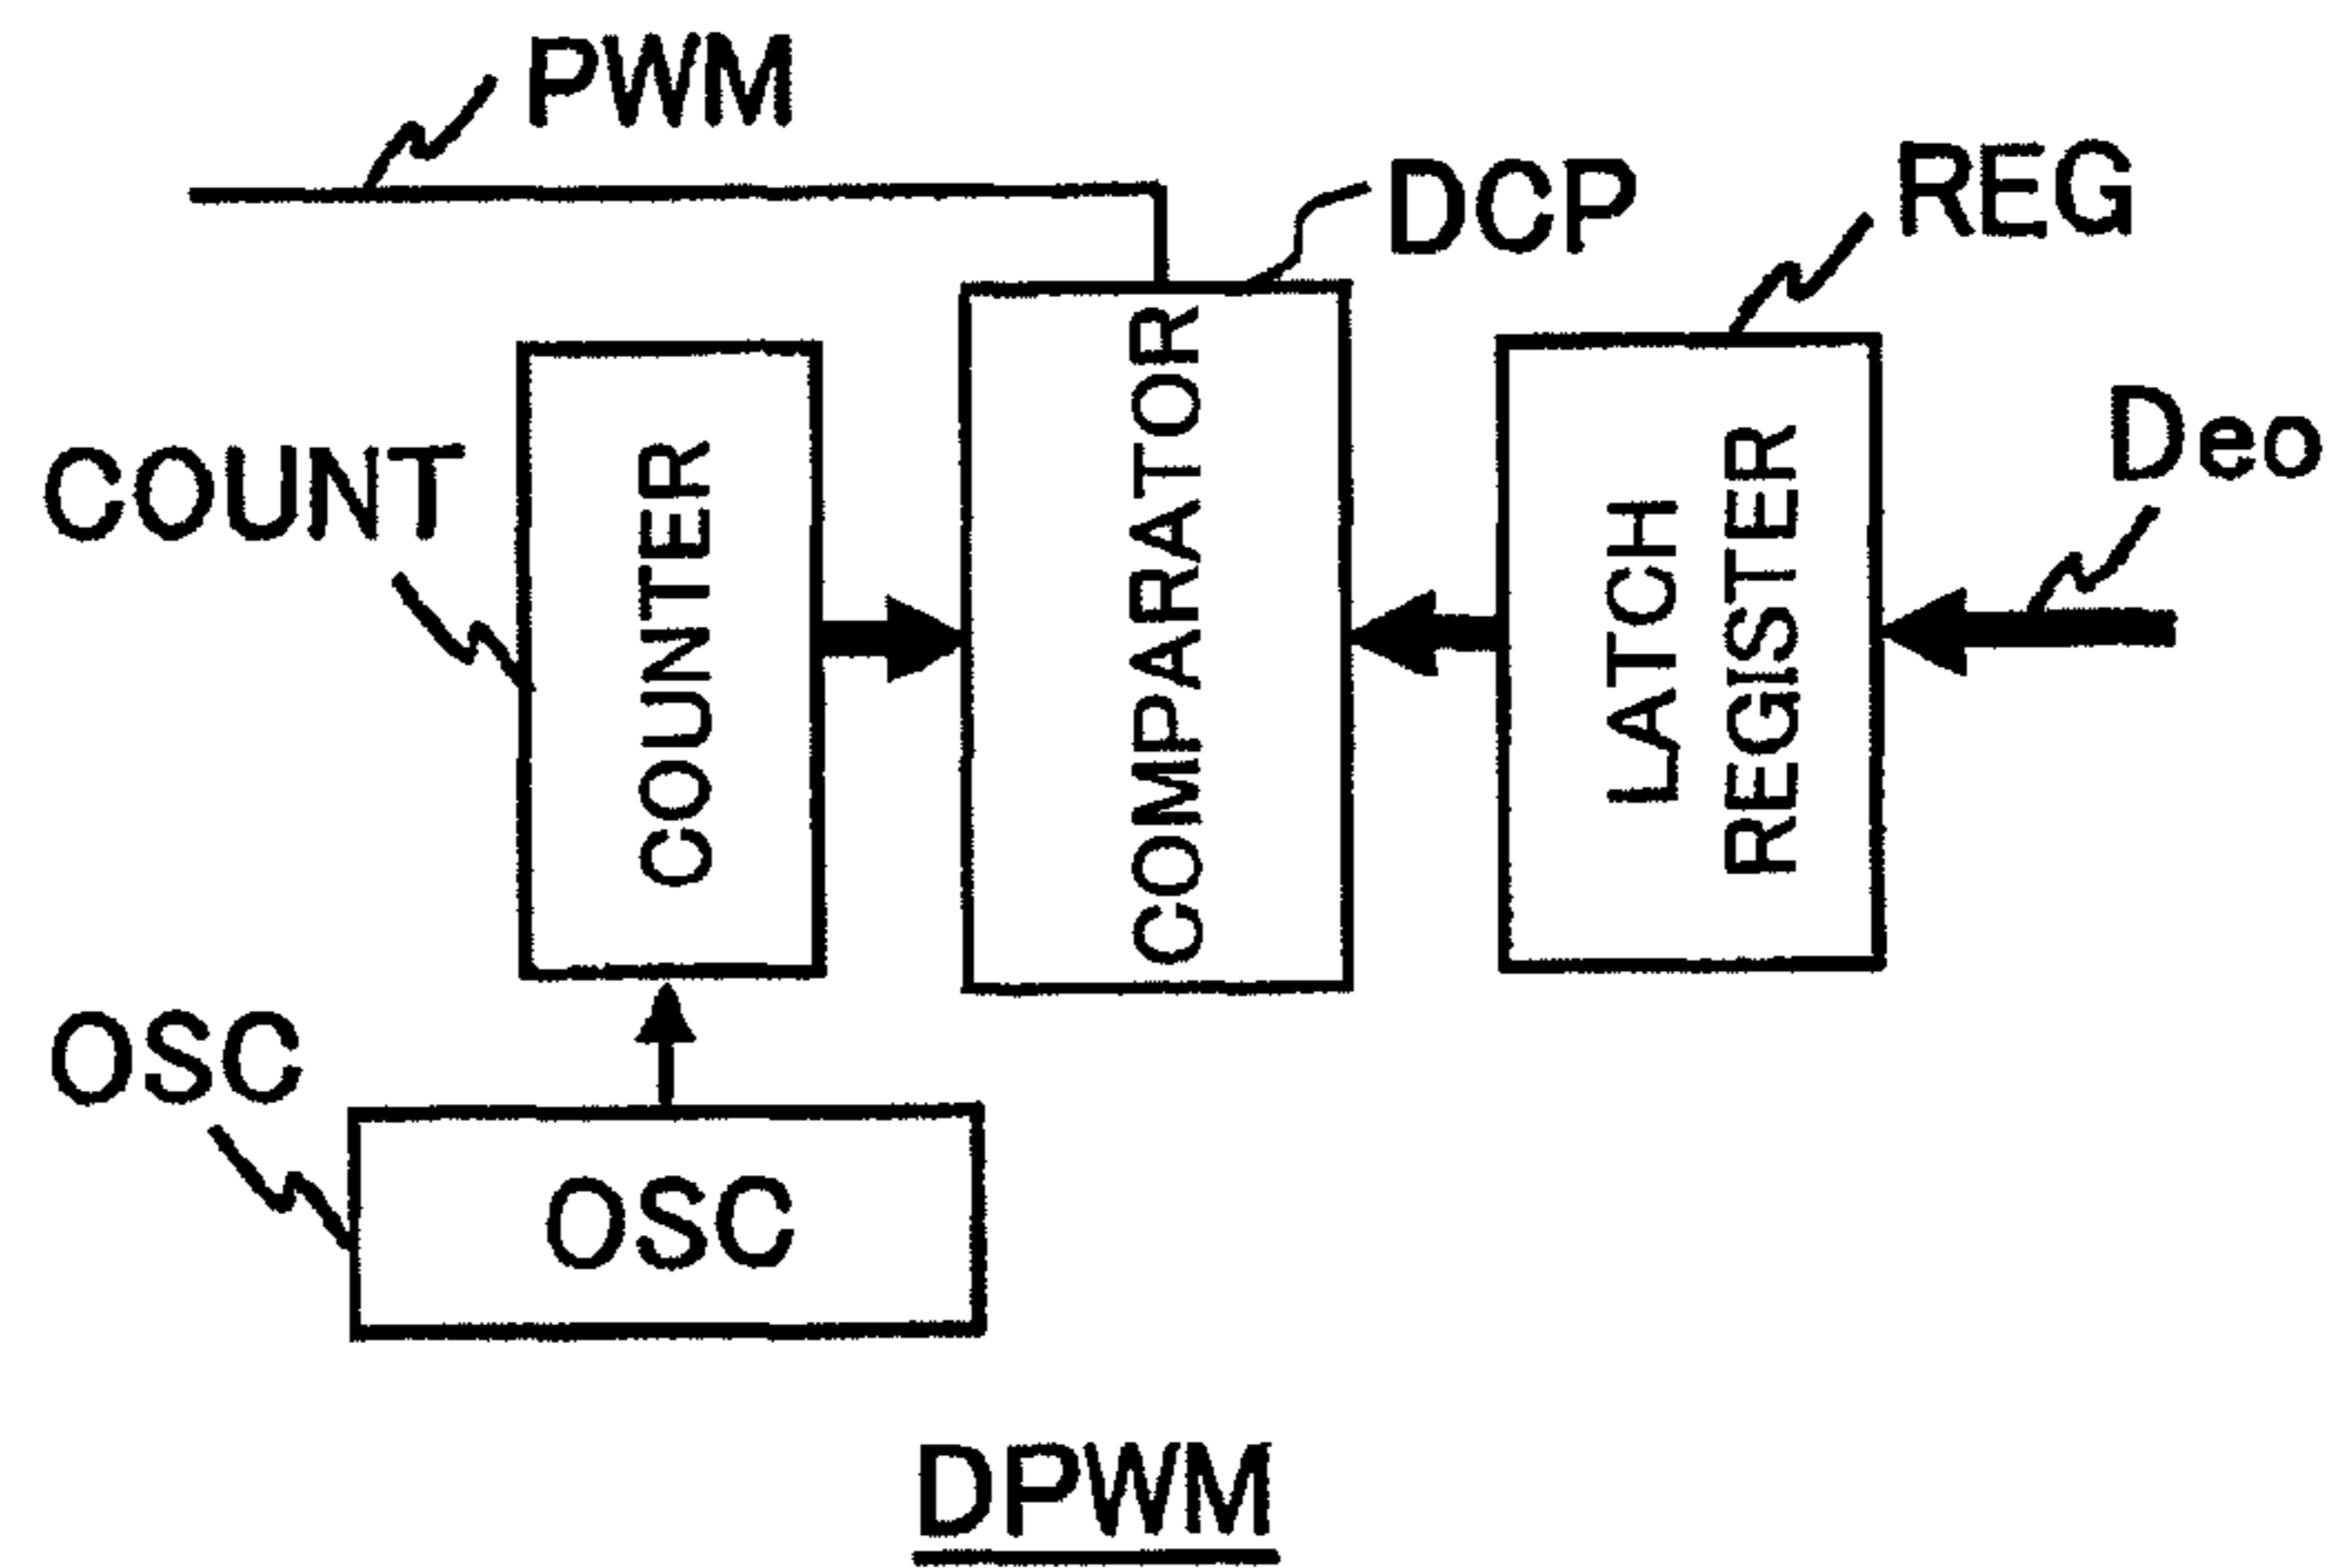 PWM
DCP
REG
COUNT
COUNTER
COMPARATOR
LATCH
REGISTER
Deo
OSC
OSC
DPWM